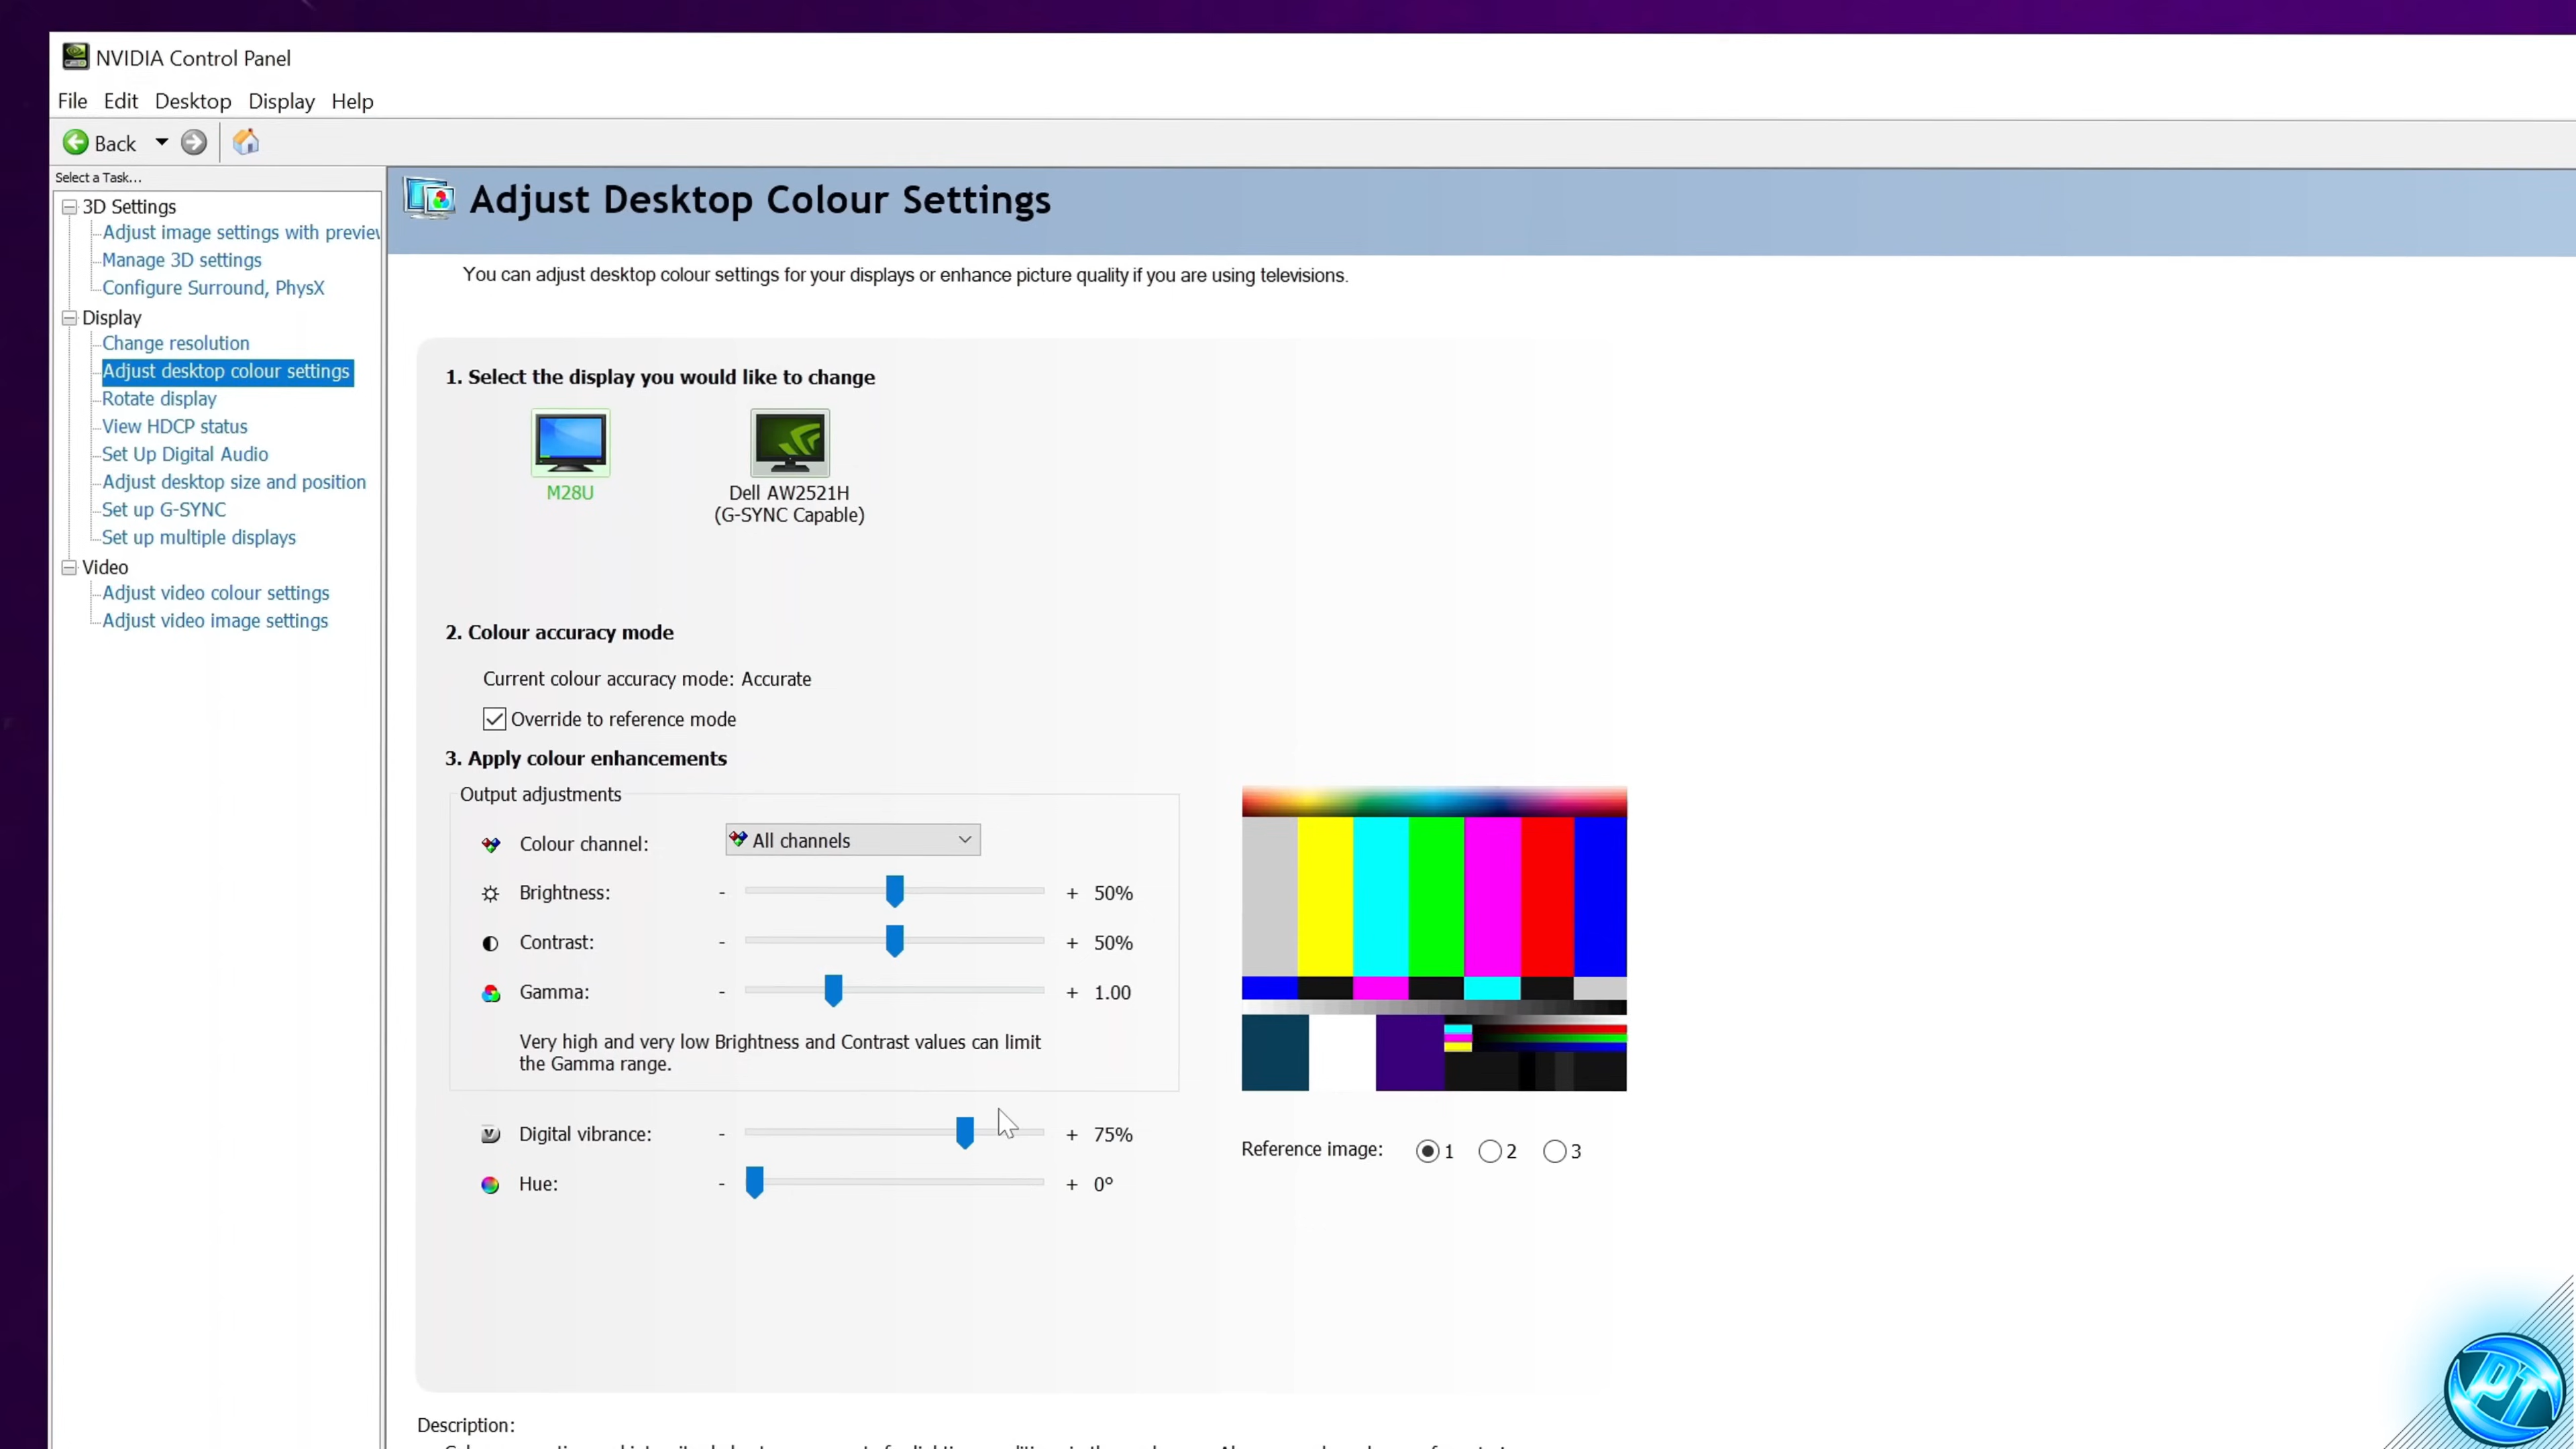 NVIDIA Control Panel
File Edit Desktop Display Help
Back
Select a Task...
3D Settings
Adjust image settings with preview
Manage 3D settings
Configure Surround, PhysX
Display
Change resolution
Adjust desktop colour settings
Rotate display
View HDCP status
Set Up Digital Audio
Adjust desktop size and position
Set up G-SYNC
Set up multiple displays
Video
Adjust video colour settings
Adjust video image settings
Adjust Desktop Colour Settings
You can adjust desktop colour settings for your displays or enhance picture quality if you are using televisions.
1. Select the display you would like to change
M28U
Dell AW2521H
(G-SYNC Capable)
2. Colour accuracy mode
Current colour accuracy mode: Accurate
Override to reference mode
3. Apply colour enhancements
Output adjustments
Colour channel: All channels
Brightness: - + 50%
Contrast: - + 50%
Gamma: - + 1.00
Very high and very low Brightness and Contrast values can limit
the Gamma range.
Digital vibrance: - + 75%
Hue: - + 0°
Reference image: 1 2 3
Description:
PT